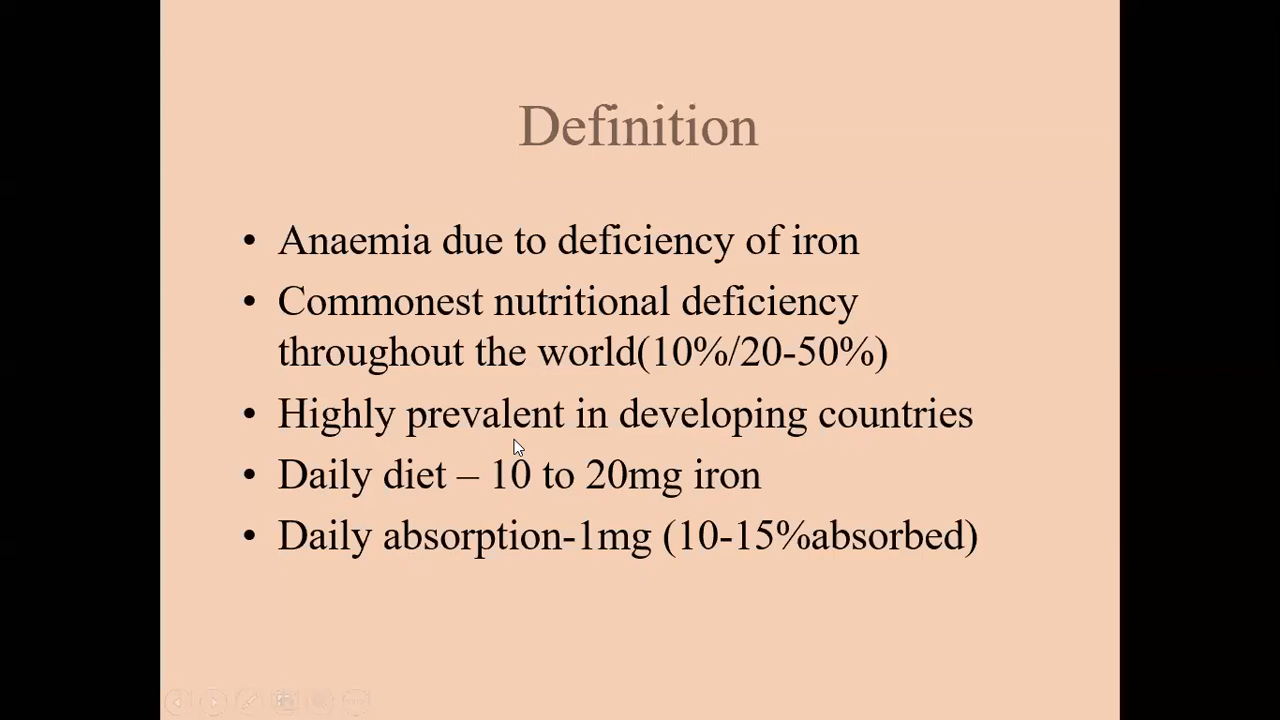 Definition
• Anaemia due to deficiency of iron
• Commonest nutritional deficiency
throughout the world(10%/20-50%)
• Highly prevalent in developing countries
• Daily diet – 10 to 20mg iron
• Daily absorption-1mg (10-15%absorbed)